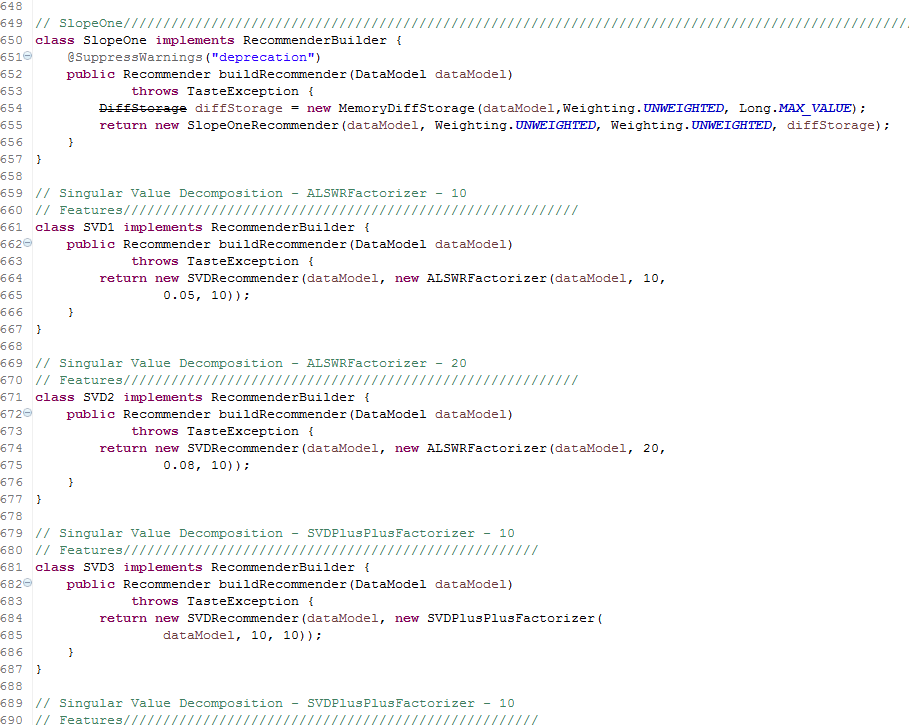 648
649 // SlopeOne//////////////////////////////////////////////////////////////////////////////////////////////////
650 class SlopeOne implements RecommenderBuilder {
651 @SuppressWarnings("deprecation")
652 public Recommender buildRecommender(DataModel dataModel)
653 throws TasteException {
654 DiffStorage diffStorage = new MemoryDiffStorage(dataModel,Weighting.UNWEIGHTED, Long.MAX_VALUE);
655 return new SlopeOneRecommender(dataModel, Weighting.UNWEIGHTED, Weighting.UNWEIGHTED, diffStorage);
656 }
657 }
658
659 // Singular Value Decomposition - ALSWRFactorizer - 10
660 // Features/////////////////////////////////////////////////////////
661 class SVD1 implements RecommenderBuilder {
662 public Recommender buildRecommender(DataModel dataModel)
663 throws TasteException {
664 return new SVDRecommender(dataModel, new ALSWRFactorizer(dataModel, 10,
665 0.05, 10));
666 }
667 }
668
669 // Singular Value Decomposition - ALSWRFactorizer - 20
670 // Features/////////////////////////////////////////////////////////
671 class SVD2 implements RecommenderBuilder {
672 public Recommender buildRecommender(DataModel dataModel)
673 throws TasteException {
674 return new SVDRecommender(dataModel, new ALSWRFactorizer(dataModel, 20,
675 0.08, 10));
676 }
677 }
678
679 // Singular Value Decomposition - SVDPlusPlusFactorizer - 10
680 // Features////////////////////////////////////////////////////
681 class SVD3 implements RecommenderBuilder {
682 public Recommender buildRecommender(DataModel dataModel)
683 throws TasteException {
684 return new SVDRecommender(dataModel, new SVDPlusPlusFactorizer(
685 dataModel, 10, 10));
686 }
687 }
688
689 // Singular Value Decomposition - SVDPlusPlusFactorizer - 10
690 // Features////////////////////////////////////////////////////